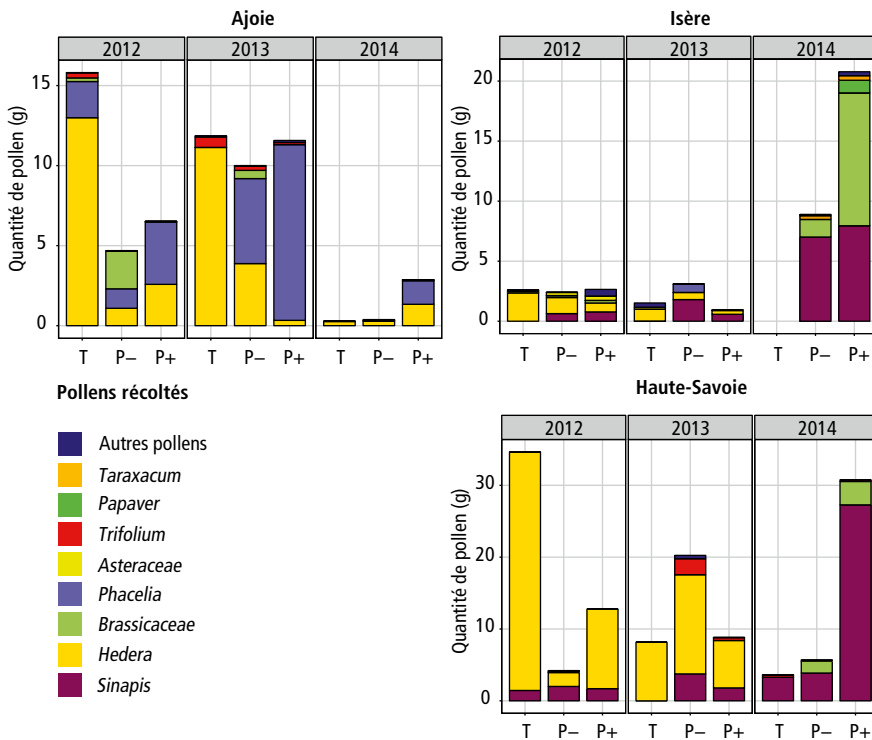 Ajoie
2012 2013 2014
Quantité de pollen (g)
15
10
5
0
T P− P+ T P− P+ T P− P+
Isère
2012 2013 2014
Quantité de pollen (g)
20
15
10
5
0
T P− P+ T P− P+ T P− P+
Pollens récoltés
Autres pollens
Taraxacum
Papaver
Trifolium
Asteraceae
Phacelia
Brassicaceae
Hedera
Sinapis
Haute-Savoie
2012 2013 2014
Quantité de pollen (g)
30
20
10
0
T P− P+ T P− P+ T P− P+